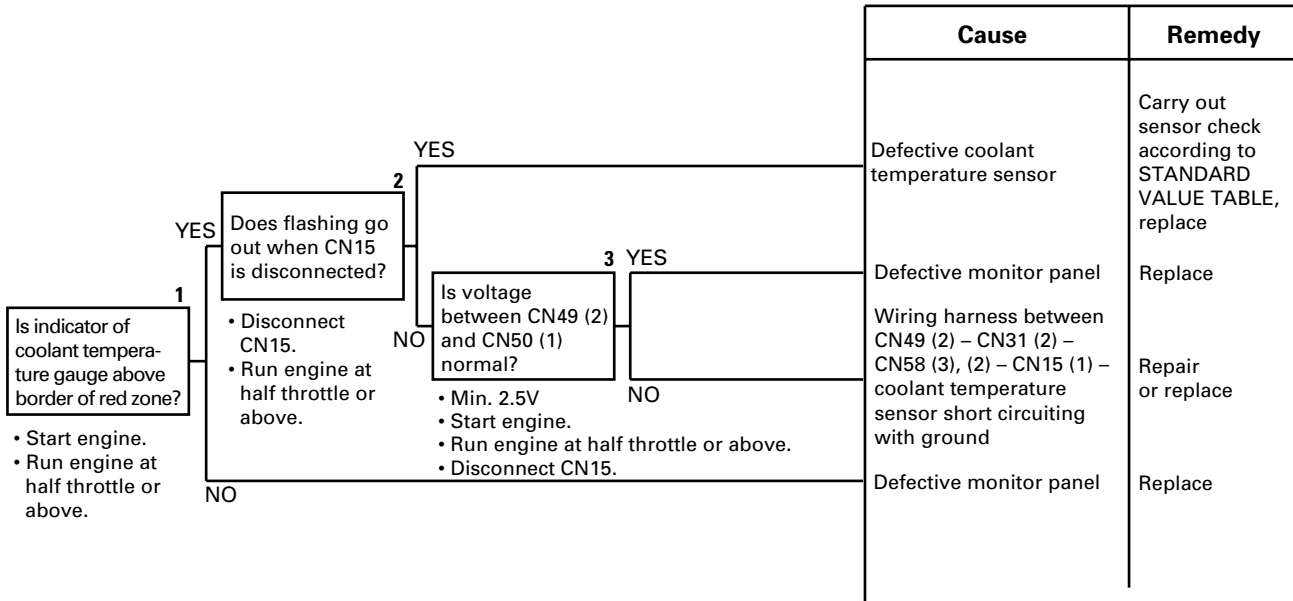 Cause
Remedy
Carry out
sensor check
according to
STANDARD
VALUE TABLE,
replace
YES
Defective coolant
temperature sensor
2
YES
Does flashing go
out when CN15
is disconnected?
3
YES
Defective monitor panel
Replace
1
Is indicator of
coolant tempera-
ture gauge above
border of red zone?
• Disconnect
CN15.
• Run engine at
half throttle or
above.
NO
Is voltage
between CN49 (2)
and CN50 (1)
normal?
Wiring harness between
CN49 (2) – CN31 (2) –
CN58 (3), (2) – CN15 (1) –
coolant temperature
sensor short circuiting
with ground
Repair
or replace
NO
• Min. 2.5V
• Start engine.
• Run engine at half throttle or above.
• Disconnect CN15.
• Start engine.
• Run engine at
half throttle or
above.
NO
Defective monitor panel
Replace